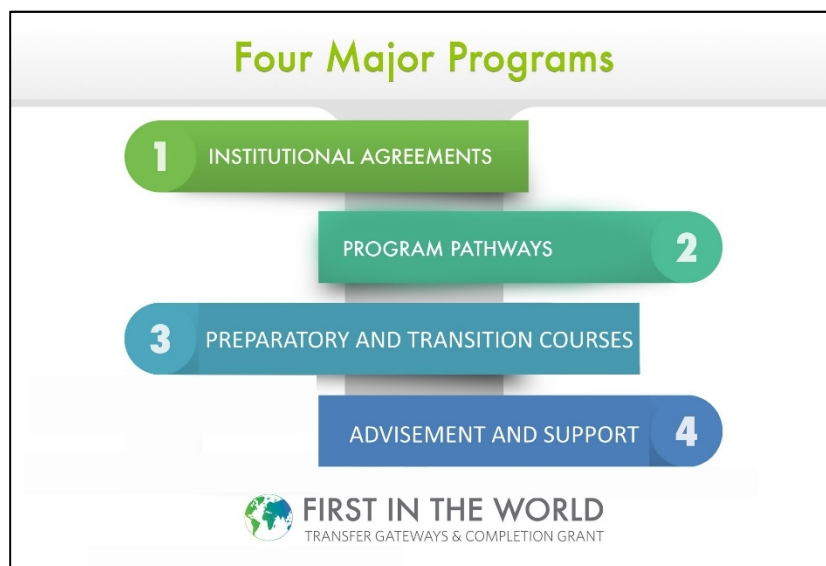 Four Major Programs
1 INSTITUTIONAL AGREEMENTS
PROGRAM PATHWAYS 2
3 PREPARATORY AND TRANSITION COURSES
ADVISEMENT AND SUPPORT 4
FIRST IN THE WORLD
TRANSFER GATEWAYS & COMPLETION GRANT